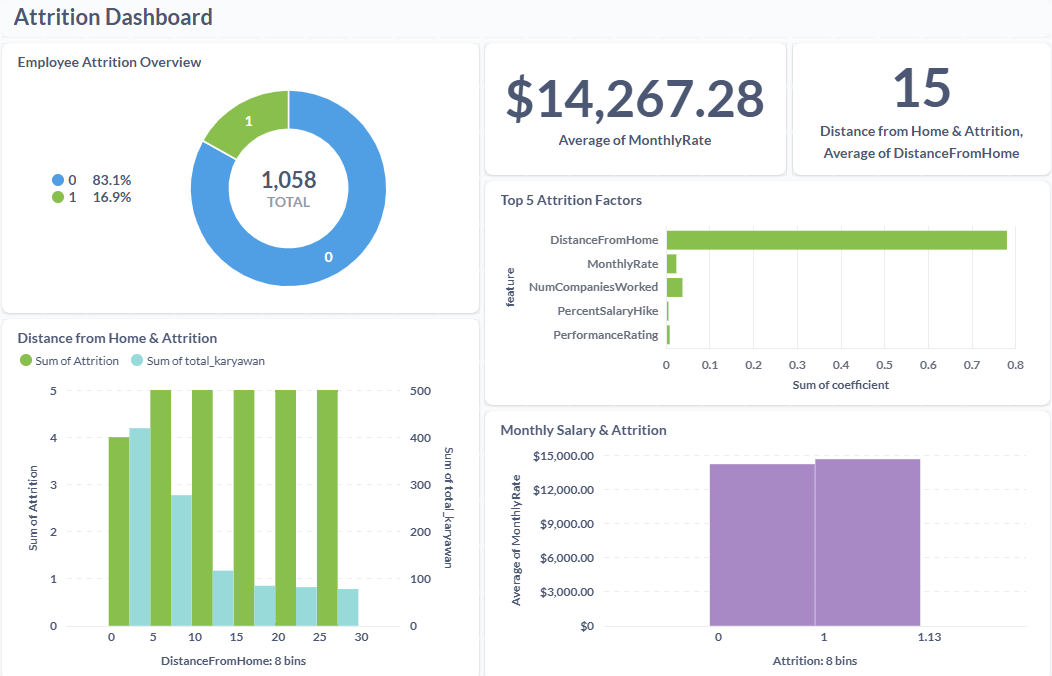 Attrition Dashboard
Employee Attrition Overview
0 83.1%
1 16.9%
1
1,058
TOTAL
0
$14,267.28
Average of MonthlyRate
15
Distance from Home & Attrition,
Average of DistanceFromHome
Top 5 Attrition Factors
feature
DistanceFromHome
MonthlyRate
NumCompaniesWorked
PercentSalaryHike
PerformanceRating
0 0.1 0.2 0.3 0.4 0.5 0.6 0.7 0.8
Sum of coefficient
Distance from Home & Attrition
Sum of Attrition Sum of total_karyawan
Sum of Attrition
5 500
4 400
3 300
2 200
1 100
0 0
Sum of total_karyawan
0 5 10 15 20 25 30
DistanceFromHome: 8 bins
Monthly Salary & Attrition
Average of MonthlyRate
$15,000.00
$12,000.00
$9,000.00
$6,000.00
$3,000.00
$0
0 1 1.13
Attrition: 8 bins